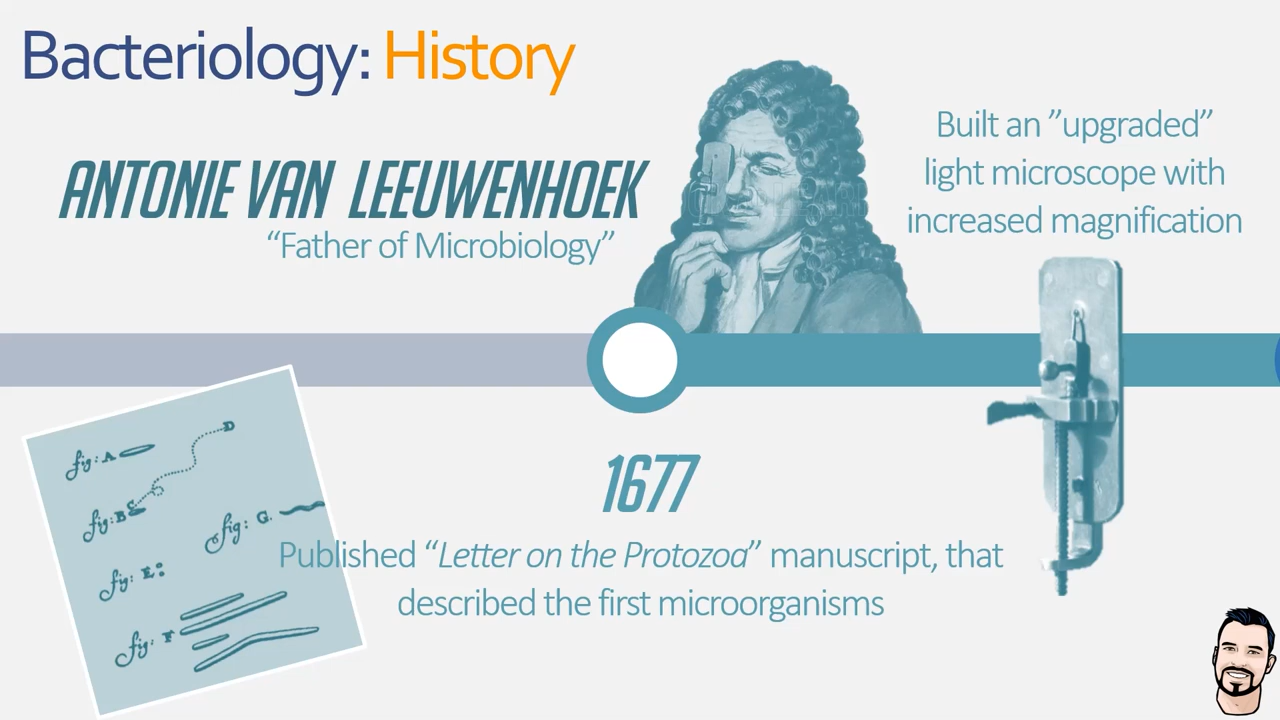 Bacteriology: History
ANTONIE VAN LEEUWENHOEK
“Father of Microbiology”
Built an ”upgraded”
light microscope with
increased magnification
fig: A
D
fig: B
C
fig: G.
fig: E:
fig: F
1677
Published “Letter on the Protozoa” manuscript, that
described the first microorganisms